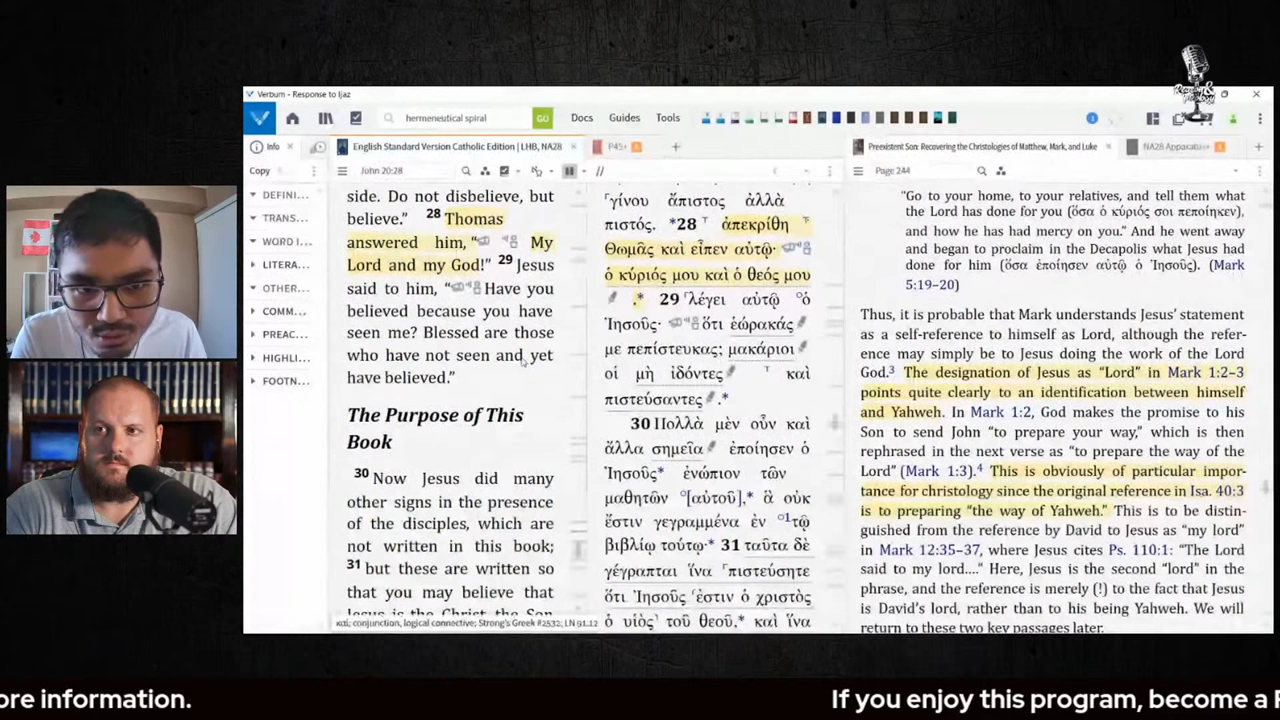 Verbum - Response to Ijaz
hermeneutical spiral
GO
Docs Guides Tools
Info
English Standard Version Catholic Edition | LHB, NA28
P45+
Preexistent Son: Recovering the Christologies of Matthew, Mark, and Luke
NA28 Apparatus
Copy
John 20:28
Page 244
DEFINI...
TRANS...
WORD I...
LITERA...
OTHER...
COMM...
PREAC...
HIGHLI...
FOOTN...
side. Do not disbelieve, but
believe.” 28 Thomas
answered him, “ My
Lord and my God!” 29 Jesus
said to him, “ Have you
believed because you have
seen me? Blessed are those
who have not seen and yet
have believed.”
The Purpose of This
Book
30 Now Jesus did many
other signs in the presence
of the disciples, which are
not written in this book;
31 but these are written so
that you may believe that
Jesus is the Christ, the Son
καί; conjunction, logical connective; Strong’s Greek #2532; LN 91.12
γίνου ἄπιστος ἀλλὰ
πιστός. *28 ⸆ ἀπεκρίθη ⸆
Θωμᾶς καὶ εἶπεν αὐτῷ·
ὁ κύριός μου καὶ ὁ θεός μου
.* 29 ⸀λέγει αὐτῷ ⸰ὁ
Ἰησοῦς· ὅτι ἑώρακάς
με πεπίστευκας; μακάριοι
οἱ μὴ ἰδόντες ⸆ καὶ
πιστεύσαντες .*
30 Πολλὰ μὲν οὖν καὶ
ἄλλα σημεῖα ἐποίησεν ὁ
Ἰησοῦς* ἐνώπιον τῶν
μαθητῶν ⸰[αὐτοῦ],* ἃ οὐκ
ἔστιν γεγραμμένα ἐν ⸰1τῷ
βιβλίῳ τούτῳ·* 31 ταῦτα δὲ
γέγραπται ἵνα ⸀πιστεύσητε
ὅτι Ἰησοῦς ⸂ἐστιν ὁ χριστὸς
ὁ υἱὸς⸃ τοῦ θεοῦ,* καὶ ἵνα
“Go to your home, to your relatives, and tell them what
the Lord has done for you (ὅσα ὁ κύριός σοι πεποίηκεν),
and how he has had mercy on you.” And he went away
and began to proclaim in the Decapolis what Jesus had
done for him (ὅσα ἐποίησεν αὐτῷ ὁ Ἰησοῦς). (Mark
5:19–20)
Thus, it is probable that Mark understands Jesus’ statement
as a self-reference to himself as Lord, although the refer-
ence may simply be to Jesus doing the work of the Lord
God.3 The designation of Jesus as “Lord” in Mark 1:2–3
points quite clearly to an identification between himself
and Yahweh. In Mark 1:2, God makes the promise to his
Son to send John “to prepare your way,” which is then
rephrased in the next verse as “to prepare the way of the
Lord” (Mark 1:3).4 This is obviously of particular impor-
tance for christology since the original reference in Isa. 40:3
is to preparing “the way of Yahweh.” This is to be distin-
guished from the reference by David to Jesus as “my lord”
in Mark 12:35–37, where Jesus cites Ps. 110:1: “The Lord
said to my lord....” Here, Jesus is the second “lord” in the
phrase, and the reference is merely (!) to the fact that Jesus
is David’s lord, rather than to his being Yahweh. We will
return to these two key passages later.
ore information.
If you enjoy this program, become a P